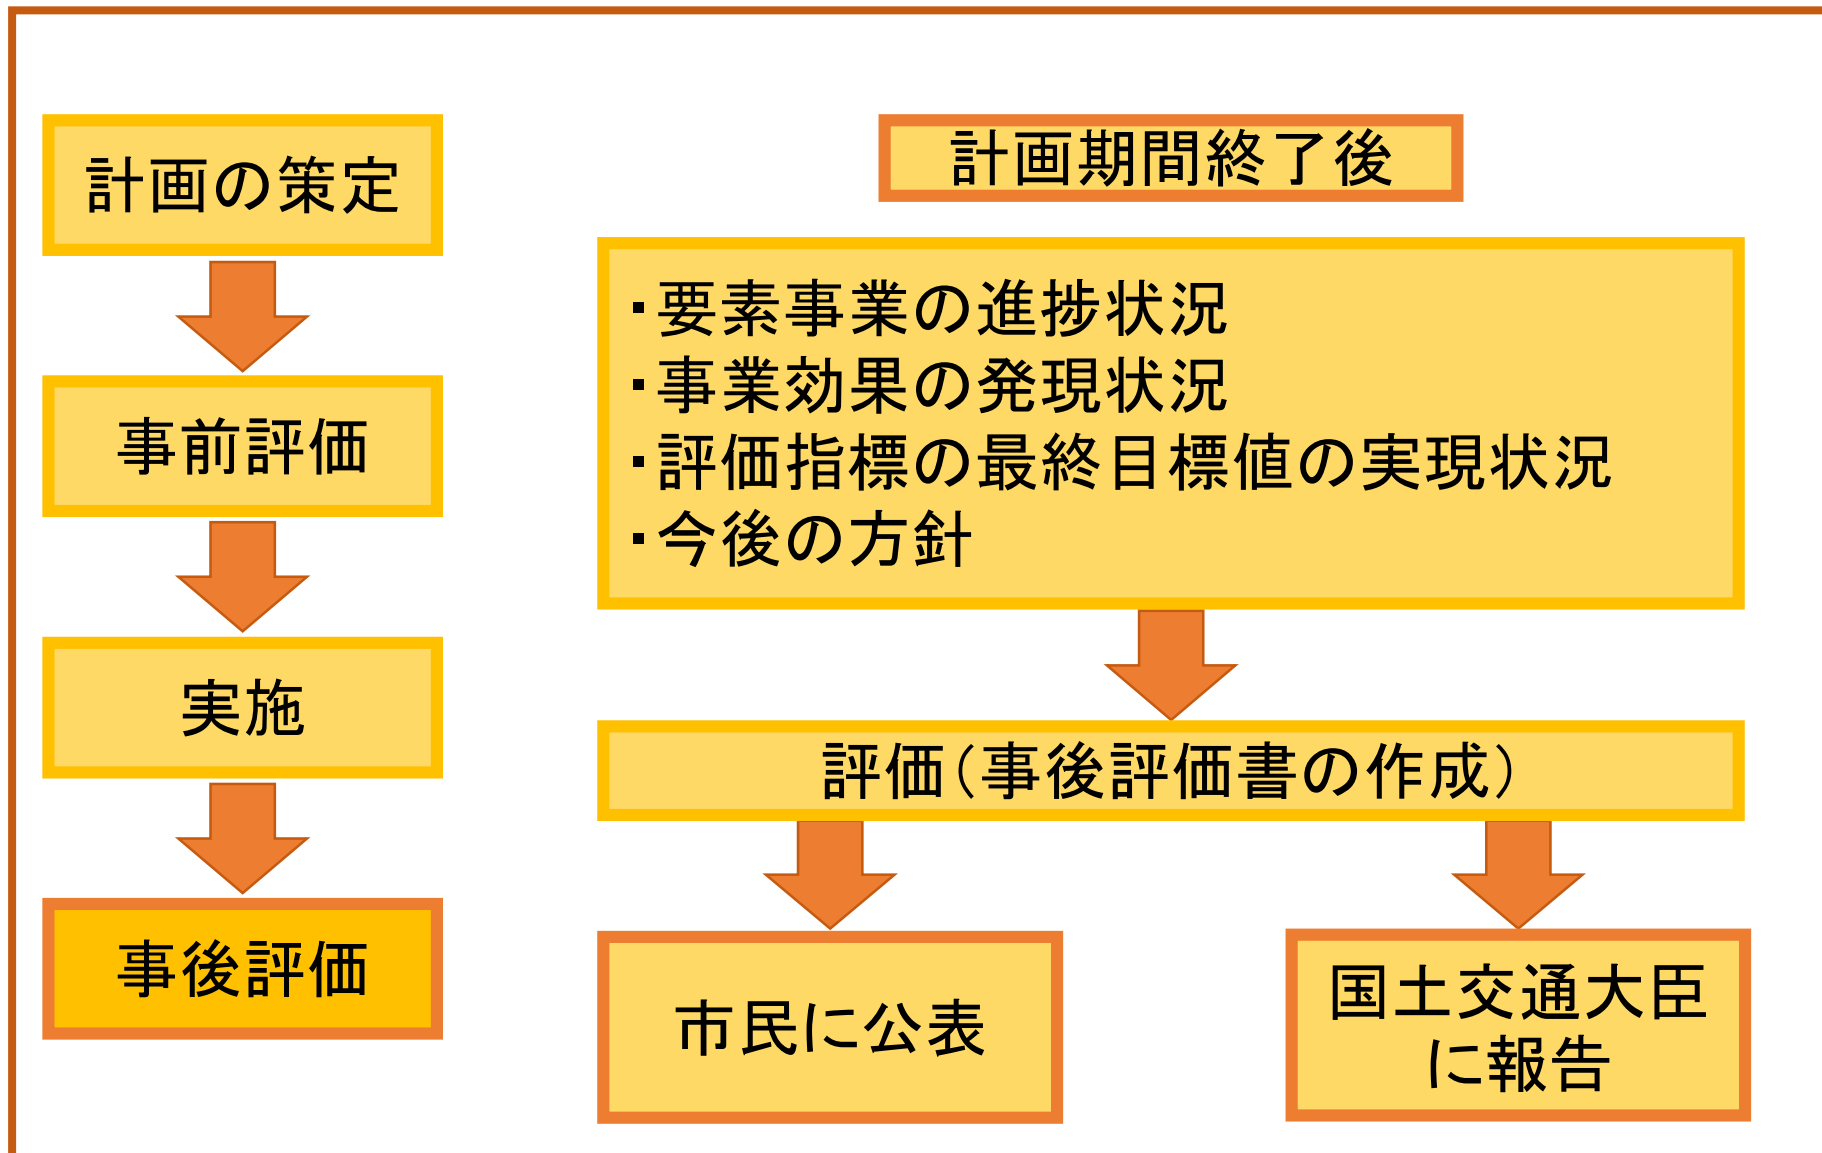 計画の策定
事前評価
実施
事後評価
計画期間終了後
・要素事業の進捗状況
・事業効果の発現状況
・評価指標の最終目標値の実現状況
・今後の方針
評価(事後評価書の作成)
市民に公表
国土交通大臣
に報告